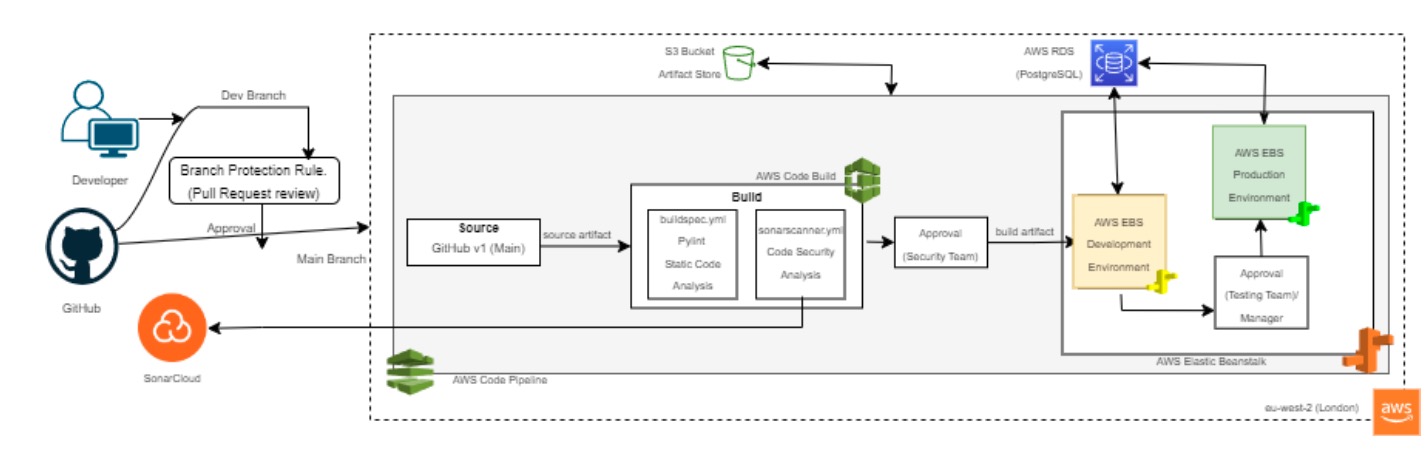 Developer
GitHub
Dev Branch
Branch Protection Rule.
(Pull Request review)
Approval
Main Branch
SonarCloud
S3 Bucket
Artifact Store
AWS RDS
(PostgreSQL)
Source
GitHub v1 (Main)
source artifact
AWS Code Build
Build
buildspec.yml
Pylint
Static Code
Analysis
sonarscanner.yml
Code Security
Analysis
Approval
(Security Team)
build artifact
AWS EBS
Development
Environment
AWS EBS
Production
Environment
Approval
(Testing Team)/
Manager
AWS Elastic Beanstalk
AWS Code Pipeline
eu-west-2 (London)
aws